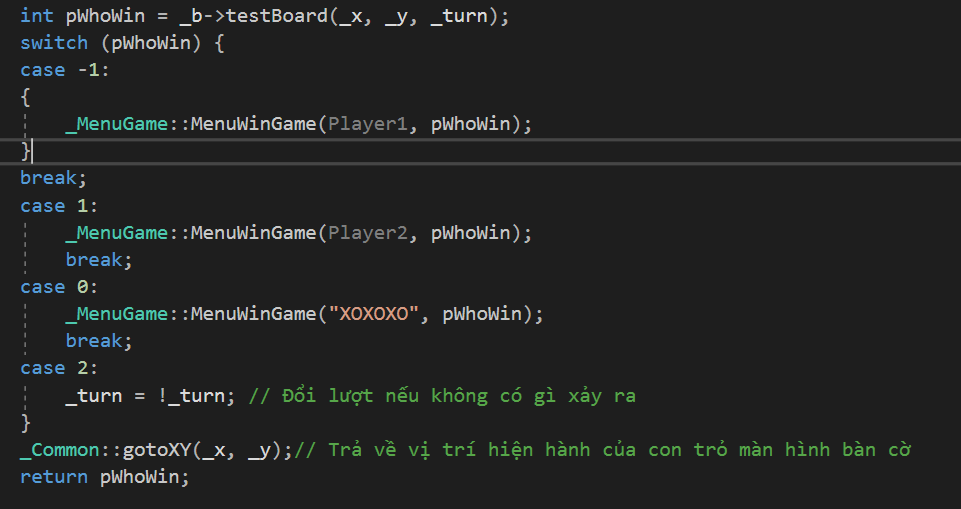 int pWhoWin = _b->testBoard(_x, _y, _turn);
switch (pWhoWin) {
case -1:
{
    _MenuGame::MenuWinGame(Player1, pWhoWin);
}
break;
case 1:
    _MenuGame::MenuWinGame(Player2, pWhoWin);
    break;
case 0:
    _MenuGame::MenuWinGame("XOXOXO", pWhoWin);
    break;
case 2:
    _turn = !_turn; // Đổi lượt nếu không có gì xảy ra
}
_Common::gotoXY(_x, _y);// Trả về vị trí hiện hành của con trỏ màn hình bàn cờ
return pWhoWin;